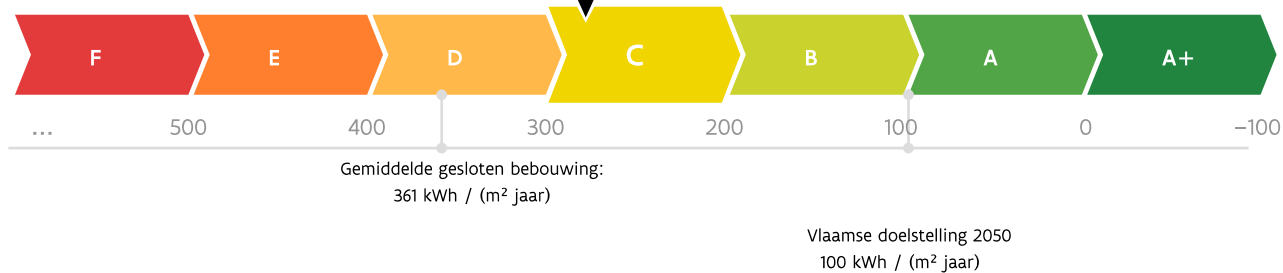 F E D C B A A+
... 500 400 300 200 100 0 –100
Gemiddelde gesloten bebouwing:
361 kWh / (m² jaar)
Vlaamse doelstelling 2050
100 kWh / (m² jaar)